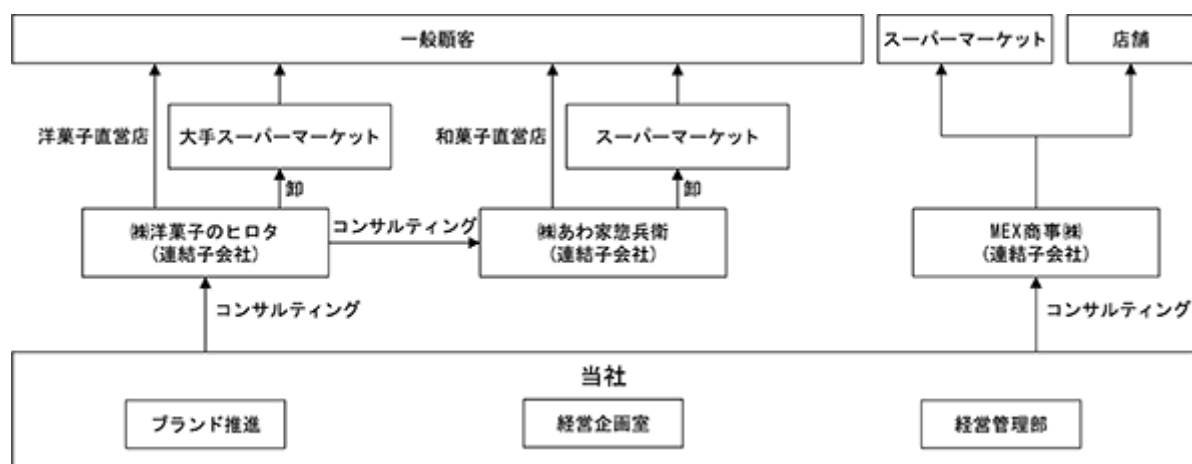 一般顧客
スーパーマーケット
店舗
洋菓子直営店
大手スーパーマーケット
和菓子直営店
スーパーマーケット
卸
卸
㈱洋菓子のヒロタ
(連結子会社)
コンサルティング
㈱あわ家惣兵衛
(連結子会社)
MEX商事㈱
(連結子会社)
コンサルティング
コンサルティング
当社
ブランド推進
経営企画室
経営管理部